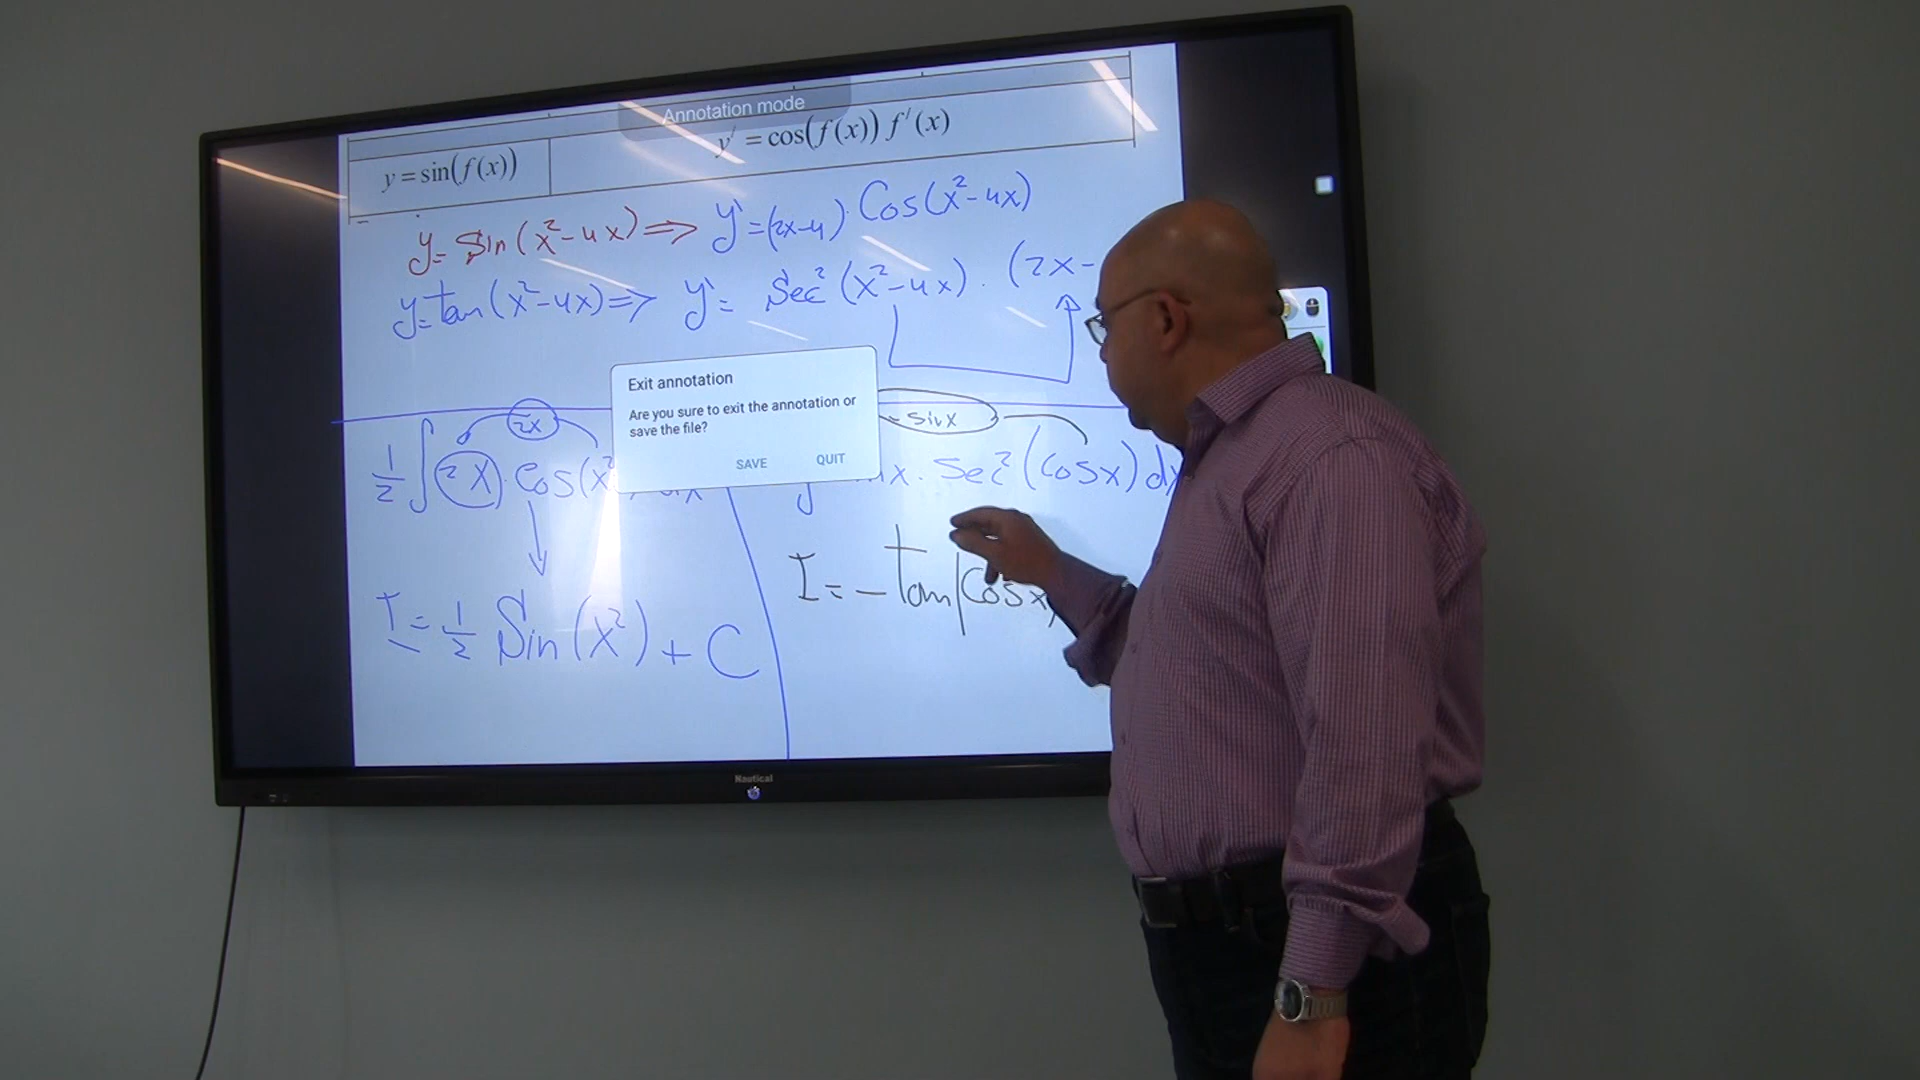 Annotation mode
y = sin(f(x))
y' = cos(f(x)) f'(x)
y = Sin(x²-4x) ⇒ y' = (2x-4) · Cos(x²-4x)
y = tan(x²-4x) ⇒ y' = Sec²(x²-4x) · (2x-
Exit annotation
Are you sure to exit the annotation or
save the file?
SAVE QUIT
2x
- sinx
1/2 ∫ (2x) · Cos(x²
x · Sec²(Cosx) dx
I = 1/2 Sin(x²) + C
I = - tan(Cosx)
Nautical